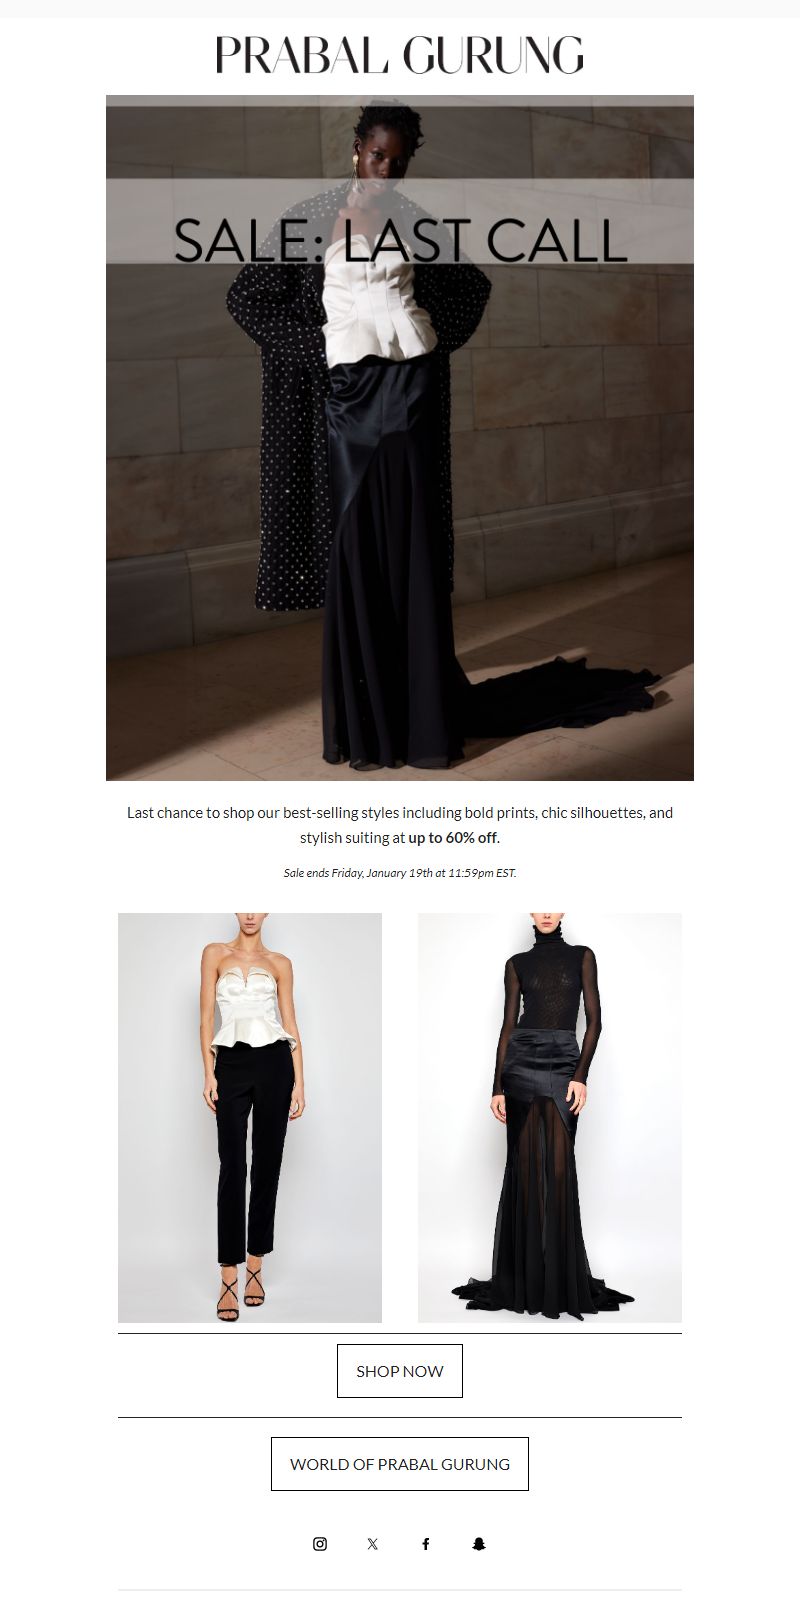 PRABAL GURUNG
SALE: LAST CALL
Last chance to shop our best-selling styles including bold prints, chic silhouettes, and
stylish suiting at up to 60% off.
Sale ends Friday, January 19th at 11:59pm EST.
SHOP NOW
WORLD OF PRABAL GURUNG